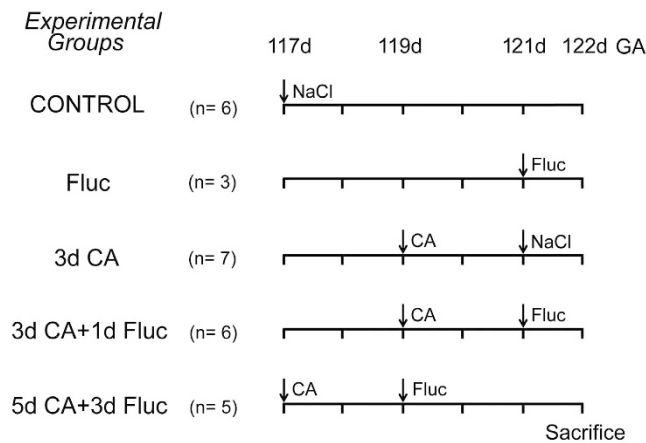 Experimental
Groups
117d 119d 121d 122d GA
NaCl
CONTROL (n= 6)
Fluc
Fluc (n= 3)
CA NaCl
3d CA (n= 7)
CA Fluc
3d CA+1d Fluc (n= 6)
CA Fluc
5d CA+3d Fluc (n= 5)
Sacrifice